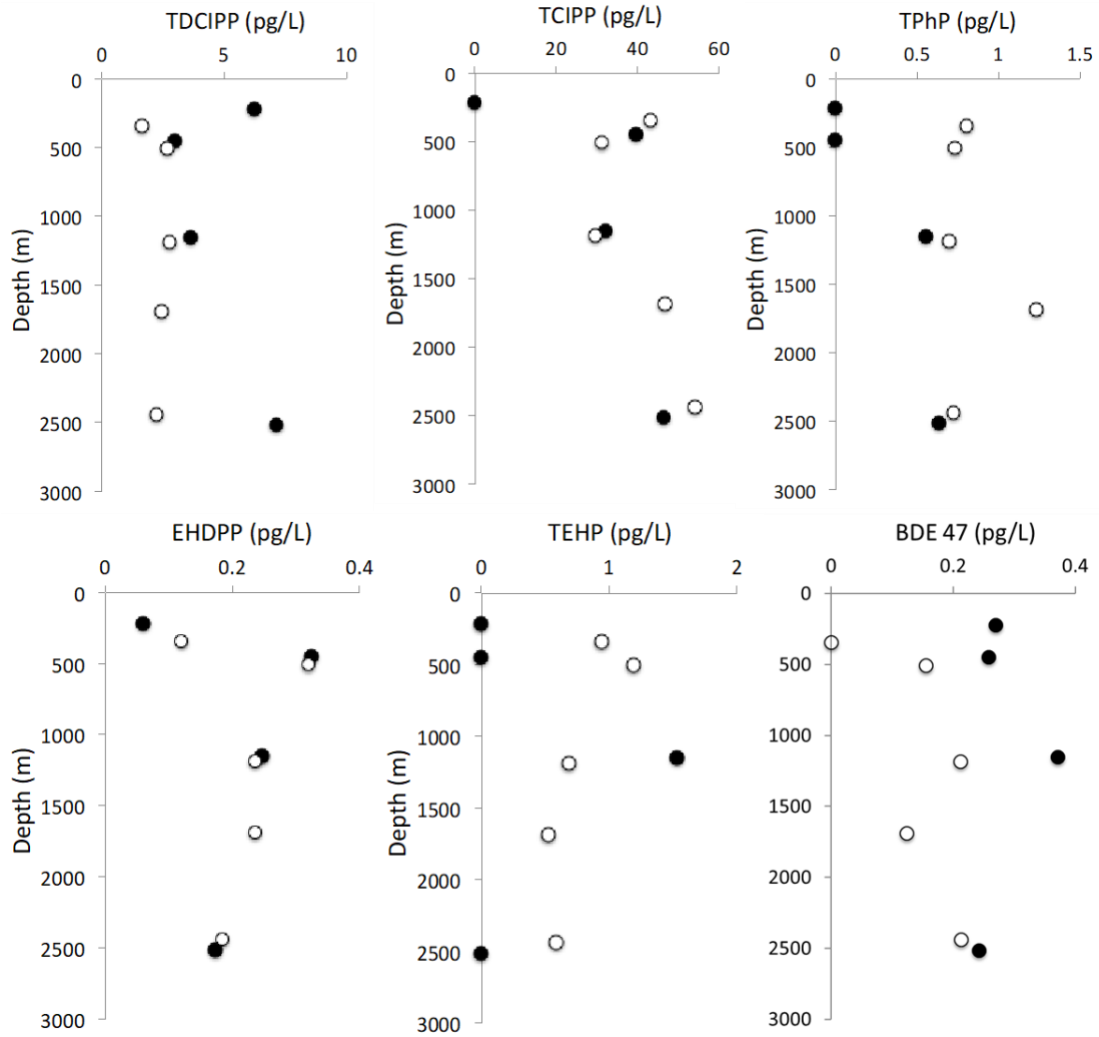 TDCIPP (pg/L)
0 5 10
0
500
1000
1500
2000
2500
3000
Depth (m)
TCIPP (pg/L)
0 20 40 60
0
500
1000
1500
2000
2500
3000
Depth (m)
TPhP (pg/L)
0 0.5 1 1.5
0
500
1000
1500
2000
2500
3000
Depth (m)
EHDPP (pg/L)
0 0.2 0.4
0
500
1000
1500
2000
2500
3000
Depth (m)
TEHP (pg/L)
0 1 2
0
500
1000
1500
2000
2500
3000
Depth (m)
BDE 47 (pg/L)
0 0.2 0.4
0
500
1000
1500
2000
2500
3000